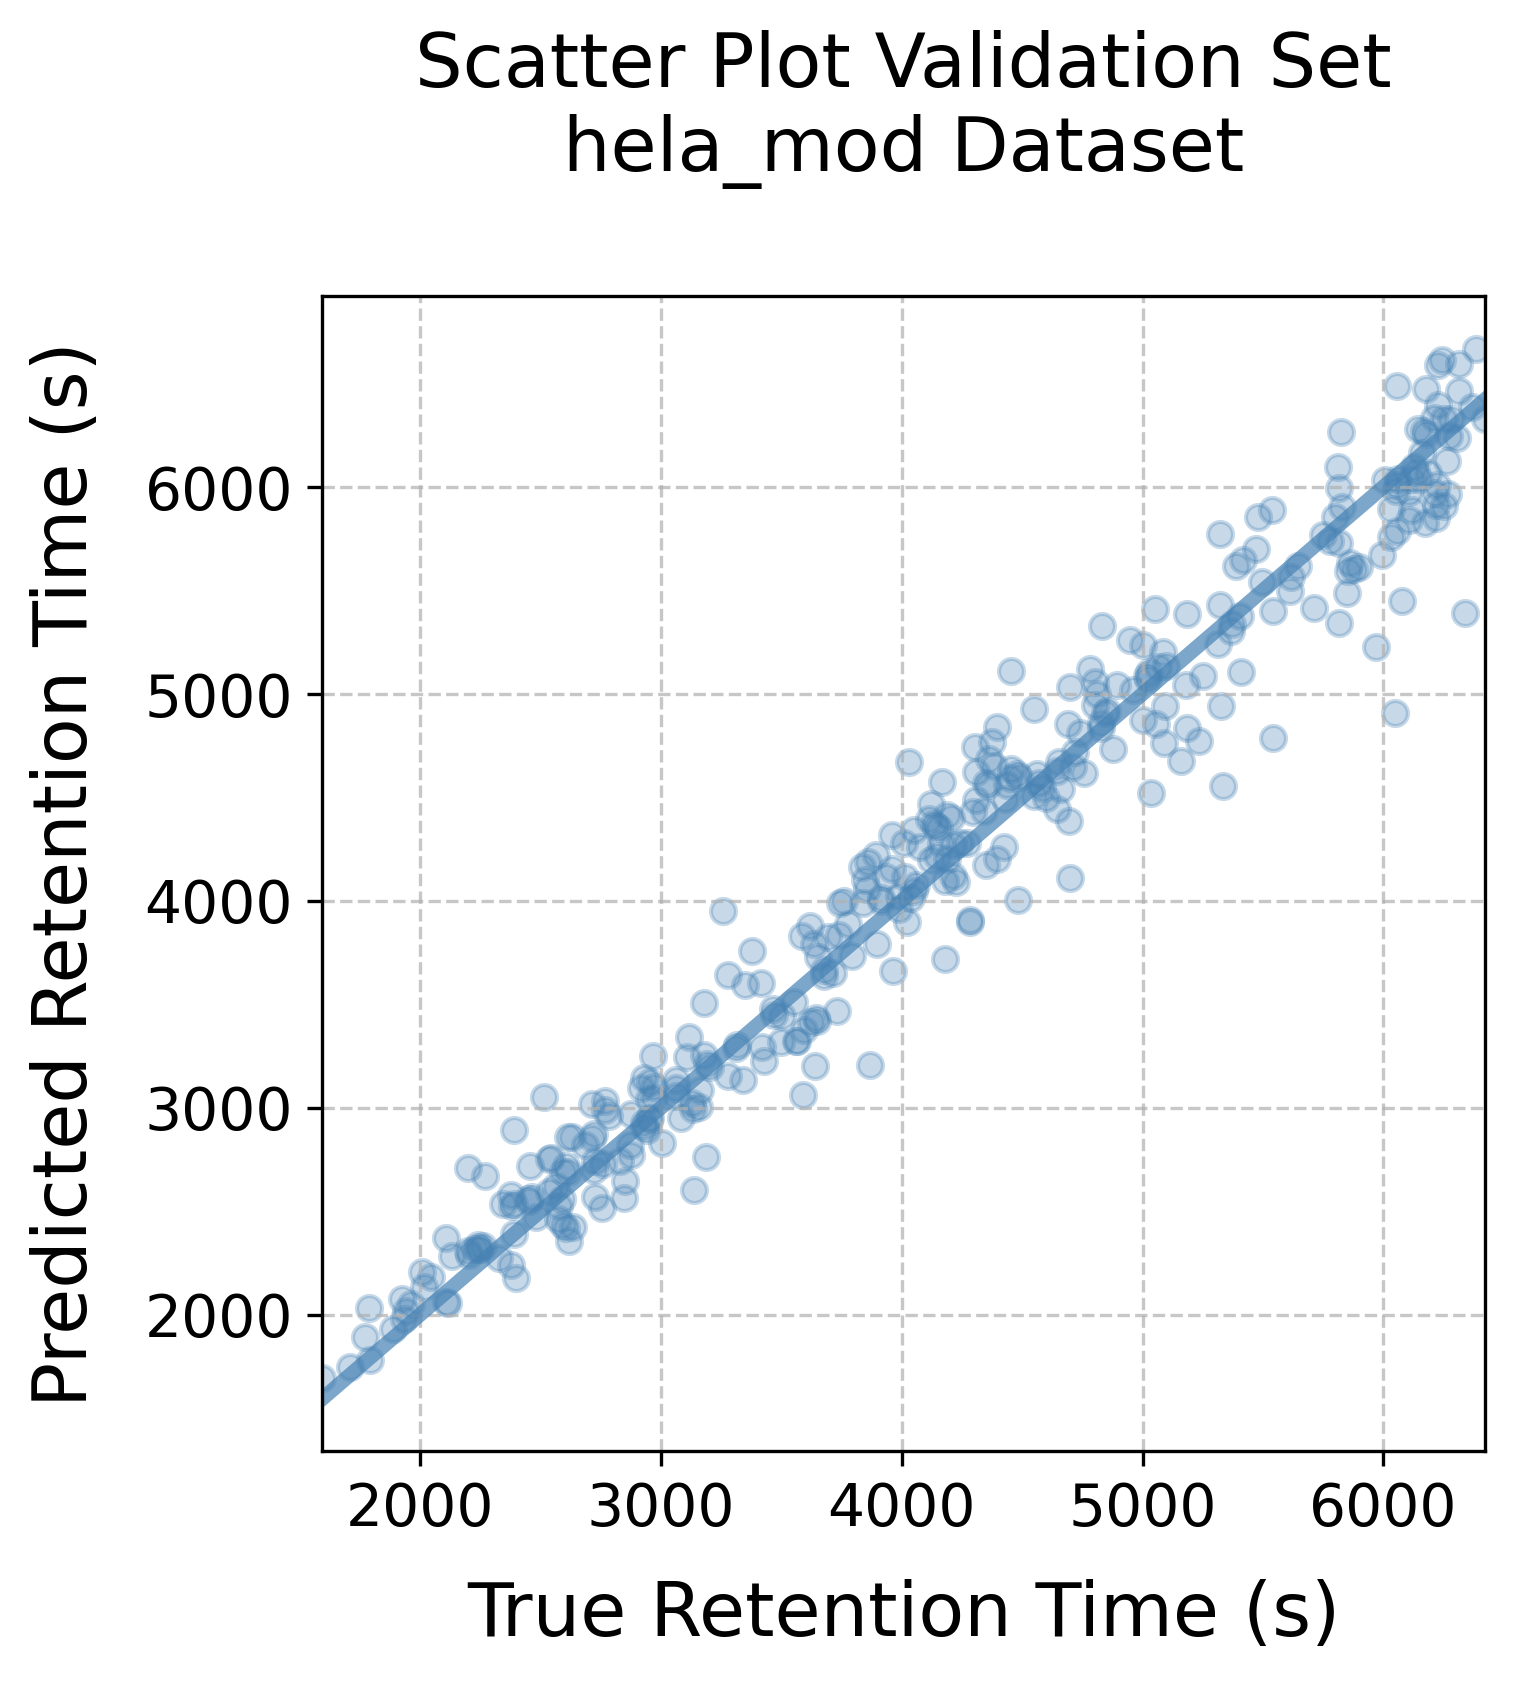 Scatter Plot Validation Set
hela_mod Dataset
Predicted Retention Time (s)
6000
5000
4000
3000
2000
2000 3000 4000 5000 6000
True Retention Time (s)